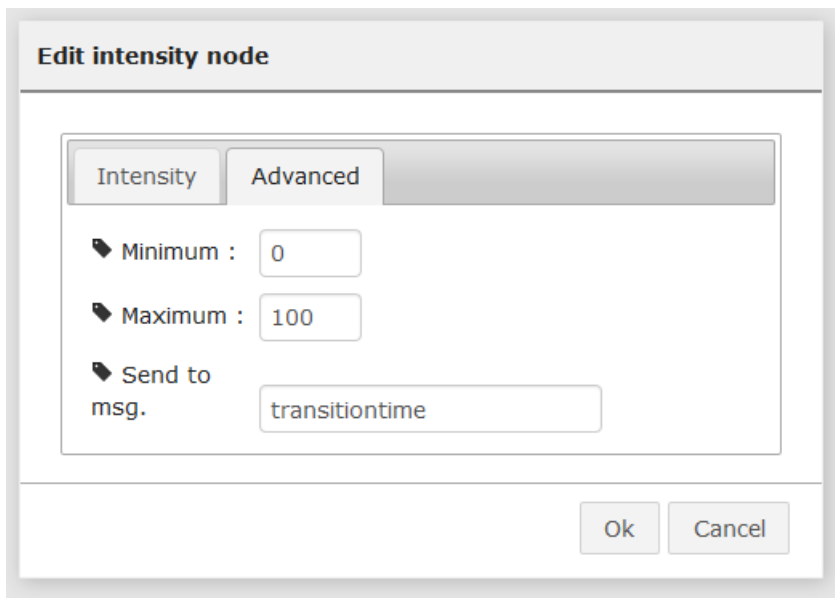 Edit intensity node
Intensity Advanced
Minimum : 0
Maximum : 100
Send to
msg. transitiontime
Ok Cancel